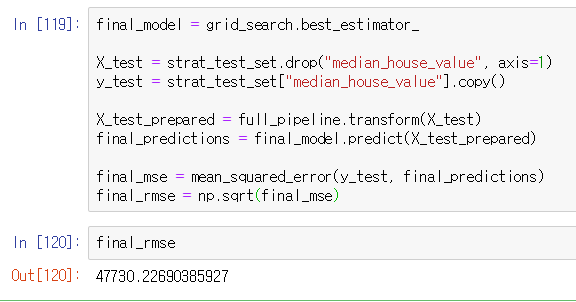 In [119]: final_model = grid_search.best_estimator_
X_test = strat_test_set.drop("median_house_value", axis=1)
y_test = strat_test_set["median_house_value"].copy()
X_test_prepared = full_pipeline.transform(X_test)
final_predictions = final_model.predict(X_test_prepared)
final_mse = mean_squared_error(y_test, final_predictions)
final_rmse = np.sqrt(final_mse)
In [120]: final_rmse
Out[120]: 47730.22690385927